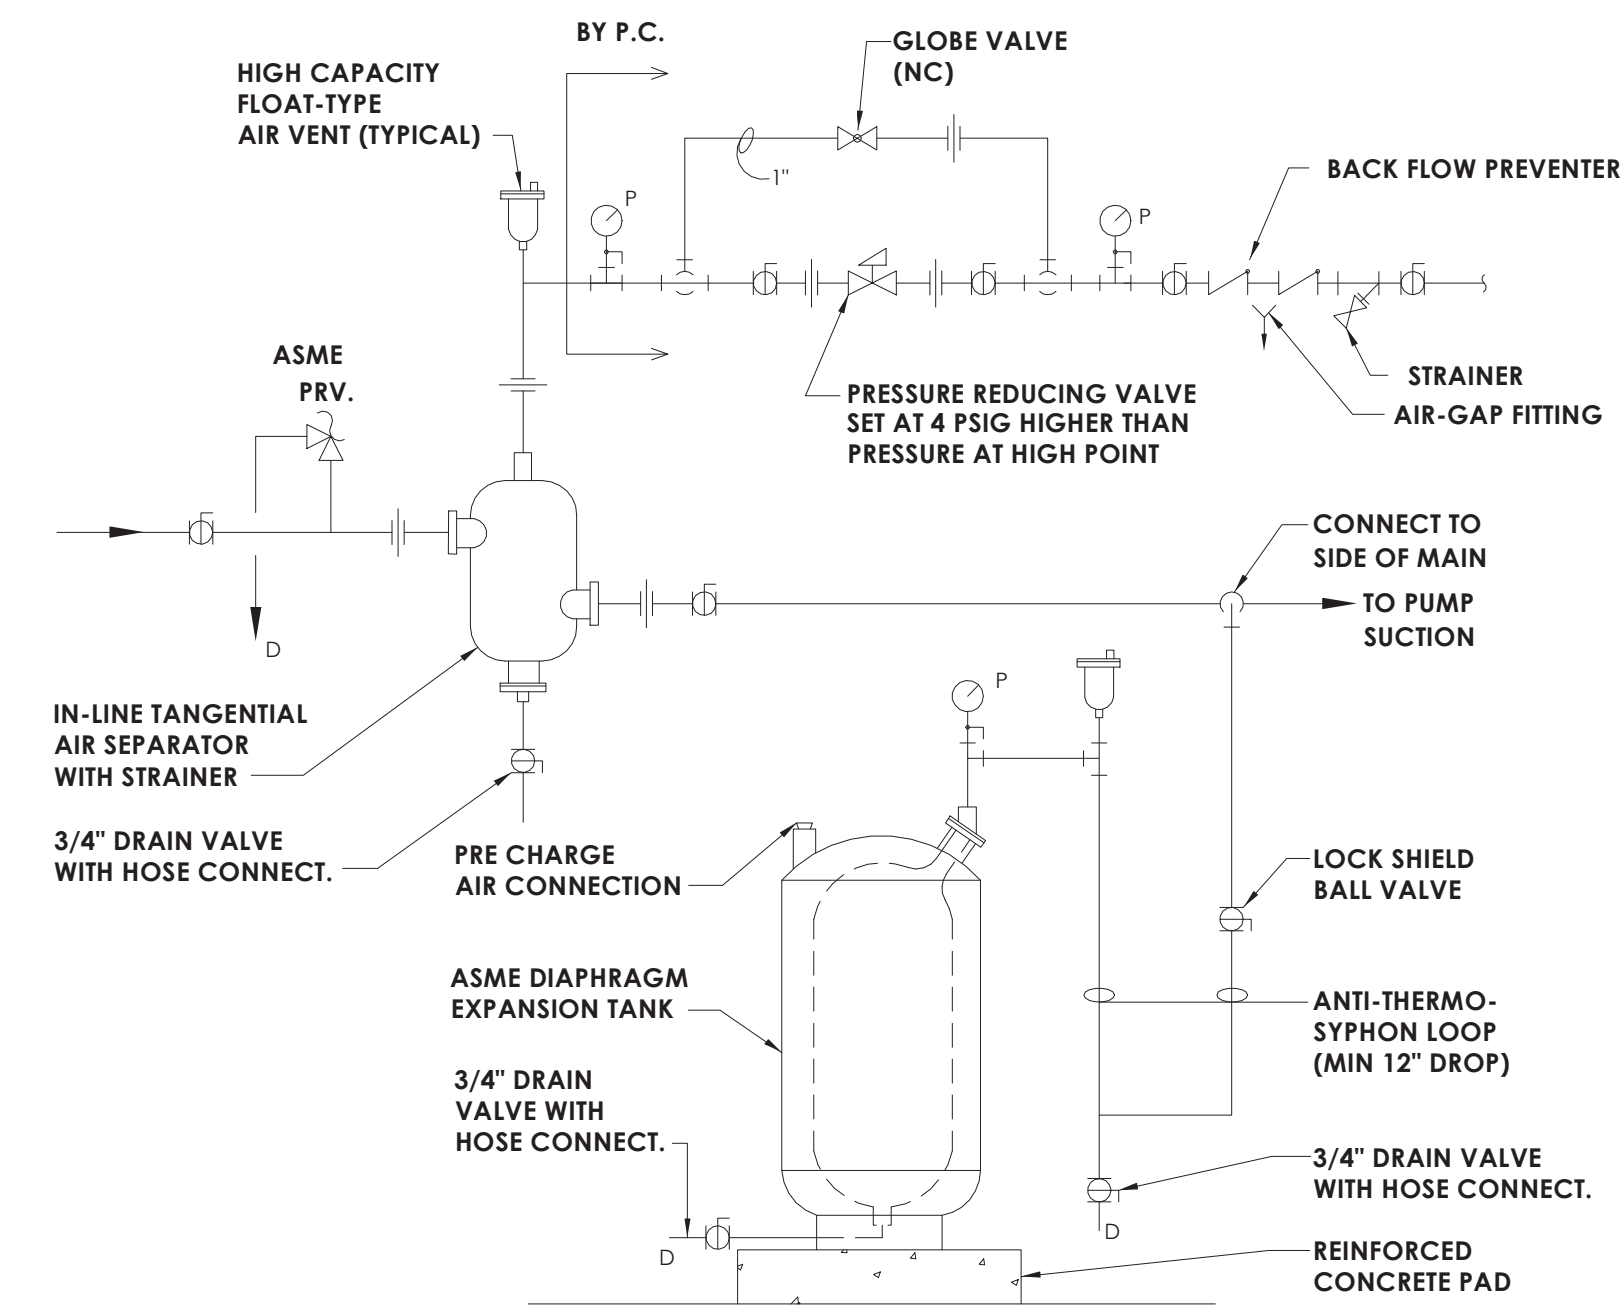 BY P.C.
GLOBE VALVE
(NC)
HIGH CAPACITY
FLOAT-TYPE
AIR VENT (TYPICAL)
1"
BACK FLOW PREVENTER
P
P
ASME
PRV.
PRESSURE REDUCING VALVE
SET AT 4 PSIG HIGHER THAN
PRESSURE AT HIGH POINT
STRAINER
AIR-GAP FITTING
CONNECT TO
SIDE OF MAIN
TO PUMP
SUCTION
D
P
IN-LINE TANGENTIAL
AIR SEPARATOR
WITH STRAINER
3/4" DRAIN VALVE
WITH HOSE CONNECT.
PRE CHARGE
AIR CONNECTION
LOCK SHIELD
BALL VALVE
ASME DIAPHRAGM
EXPANSION TANK
ANTI-THERMO-
SYPHON LOOP
(MIN 12" DROP)
3/4" DRAIN
VALVE WITH
HOSE CONNECT.
3/4" DRAIN VALVE
WITH HOSE CONNECT.
D
D
REINFORCED
CONCRETE PAD